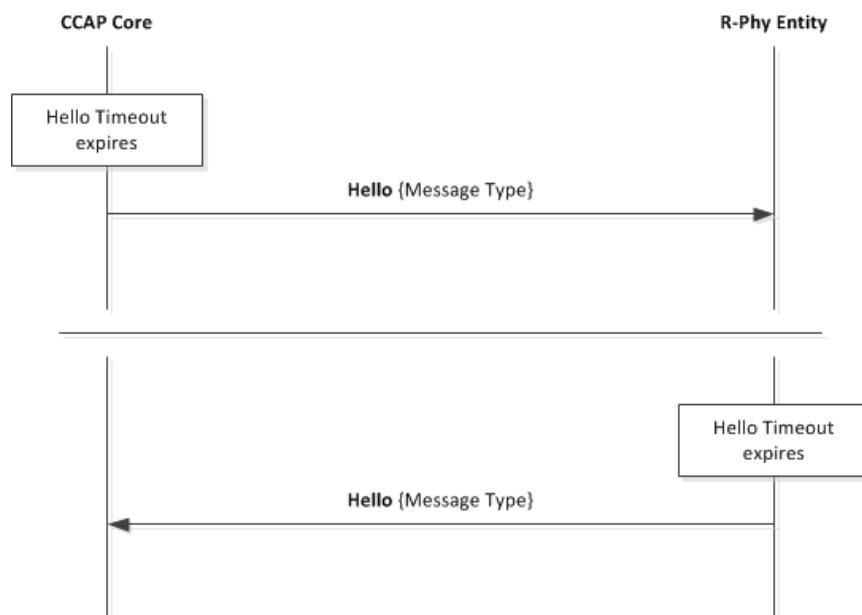 CCAP Core
R-Phy Entity
Hello Timeout
expires
Hello {Message Type}
Hello Timeout
expires
Hello {Message Type}